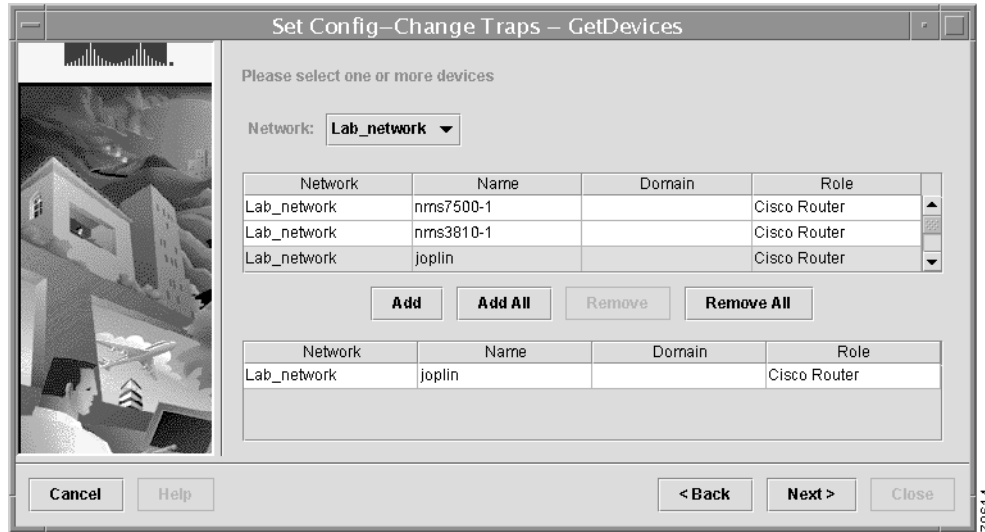 Set Config–Change Traps – GetDevices
Please select one or more devices
Network: Lab_network
Network Name Domain Role
Lab_network nms7500-1 Cisco Router
Lab_network nms3810-1 Cisco Router
Lab_network joplin Cisco Router
Add Add All Remove Remove All
Network Name Domain Role
Lab_network joplin Cisco Router
Cancel Help < Back Next > Close